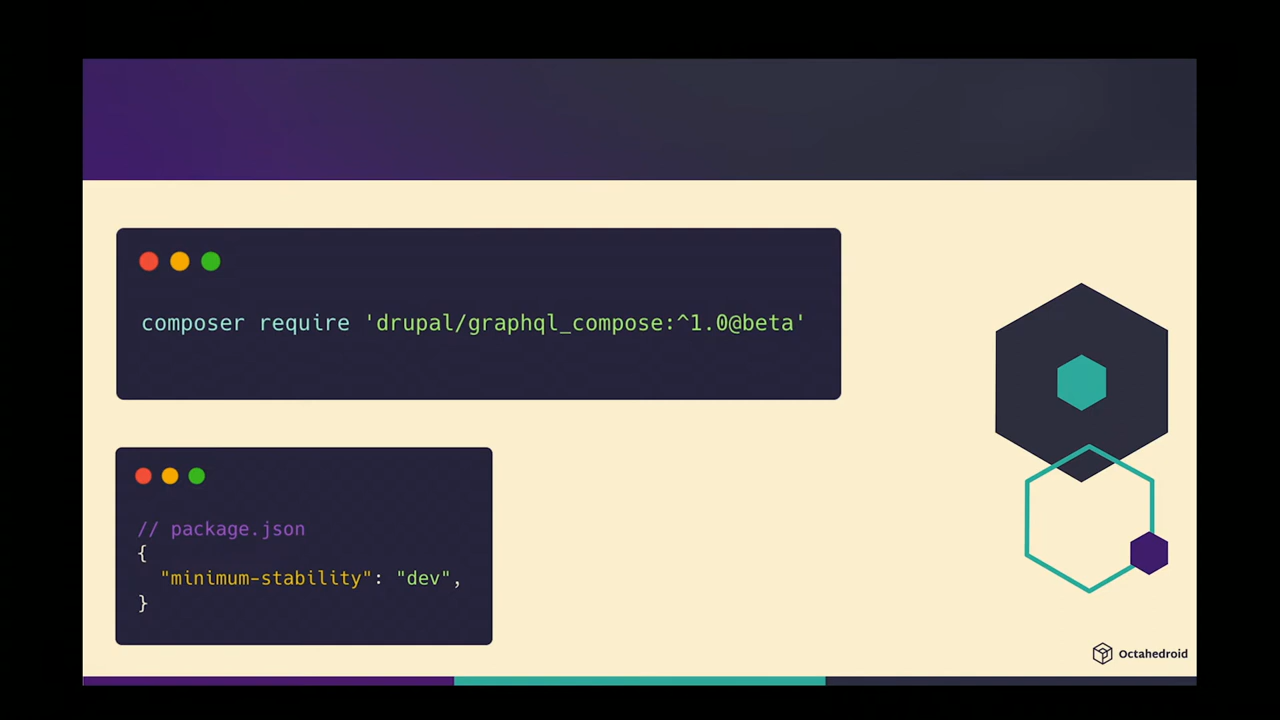 composer require 'drupal/graphql_compose:^1.0@beta'
// package.json
{
  "minimum-stability": "dev",
}
Octahedroid